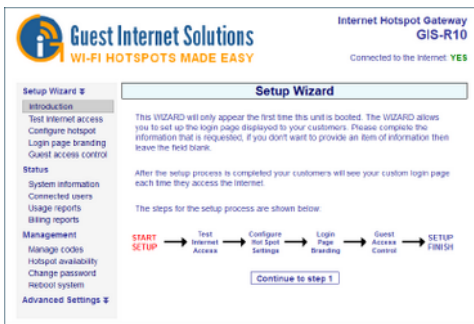 Guest Internet Solutions
WI-FI HOTSPOTS MADE EASY
Internet Hotspot Gateway
GIS-R10
Connected to the Internet: YES
Setup Wizard
Introduction
Test Internet access
Configure hotspot
Login page branding
Guest access control
Status
System information
Connected users
Usage reports
Billing reports
Management
Manage codes
Hotspot availability
Change password
Reboot system
Advanced Settings
Setup Wizard
This WIZARD will only appear the first time this unit is booted. The WIZARD allows
you to set up the login page displayed to your customers. Please complete the
information that is requested, if you don't want to provide an item of information then
leave the field blank.
After the setup process is completed your customers will see your custom login page
each time they access the Internet.
The steps for the setup process are shown below:
START SETUP
Test Internet Access
Configure Hot Spot Settings
Login Page Branding
Guest Access Control
SETUP FINISH
Continue to step 1